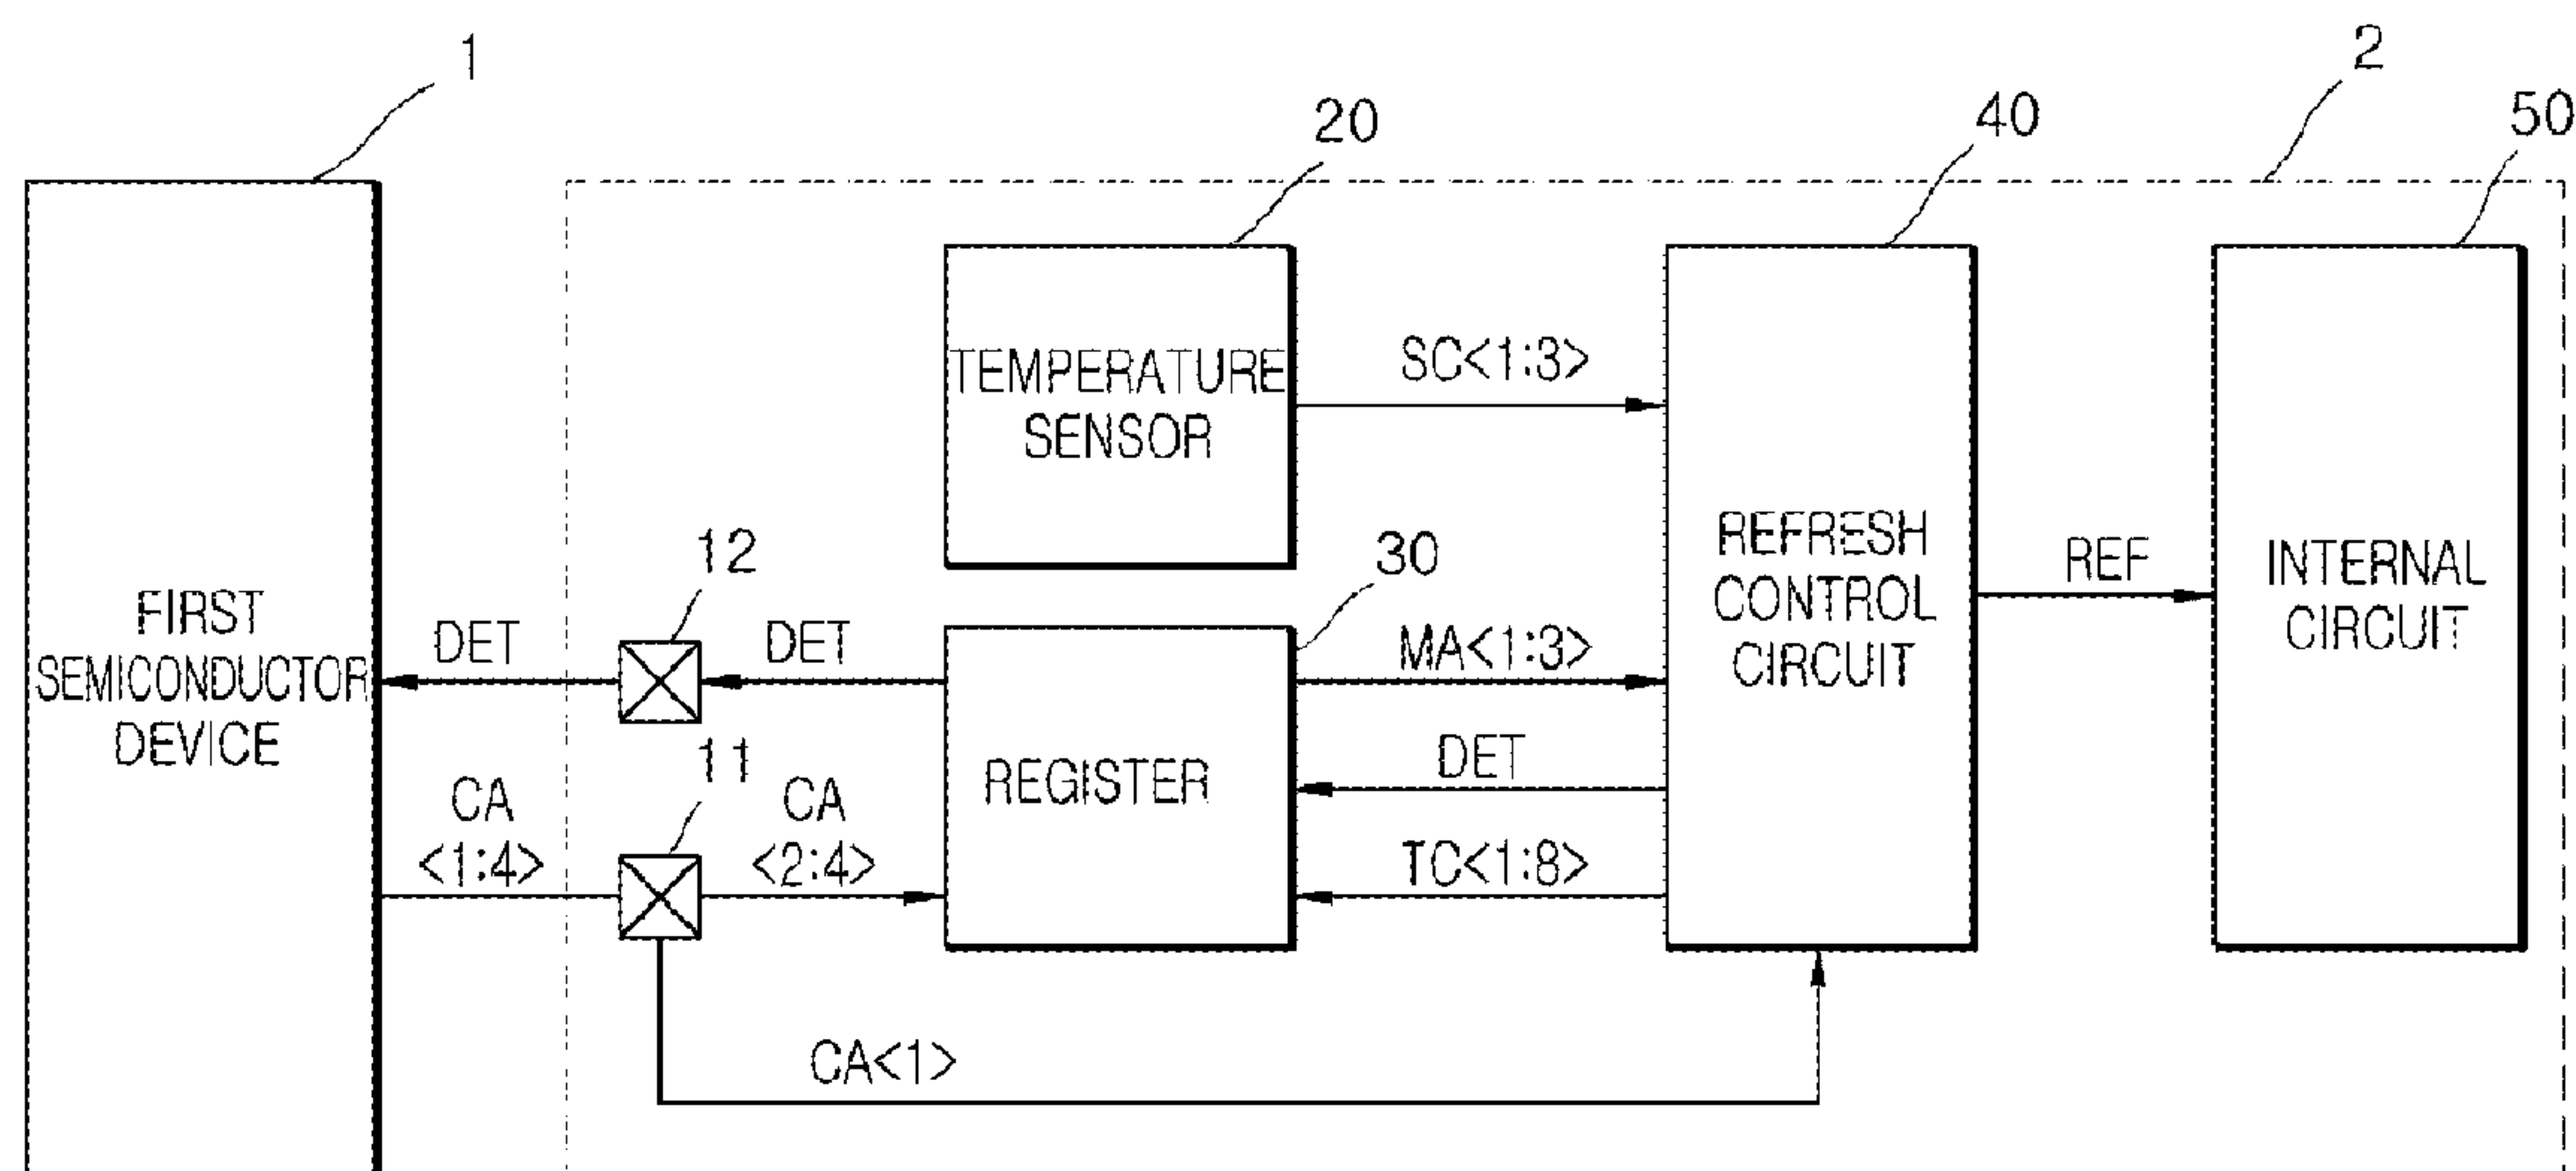 1
2
20
40
50
TEMPERATURE
SENSOR
SC<1:3>
REFRESH
CONTROL
CIRCUIT
REF
INTERNAL
CIRCUIT
FIRST
SEMICONDUCTOR
DEVICE
12
30
DET
DET
MA<1:3>
11
REGISTER
DET
CA
<1:4>
CA
<2:4>
TC<1:8>
CA<1>